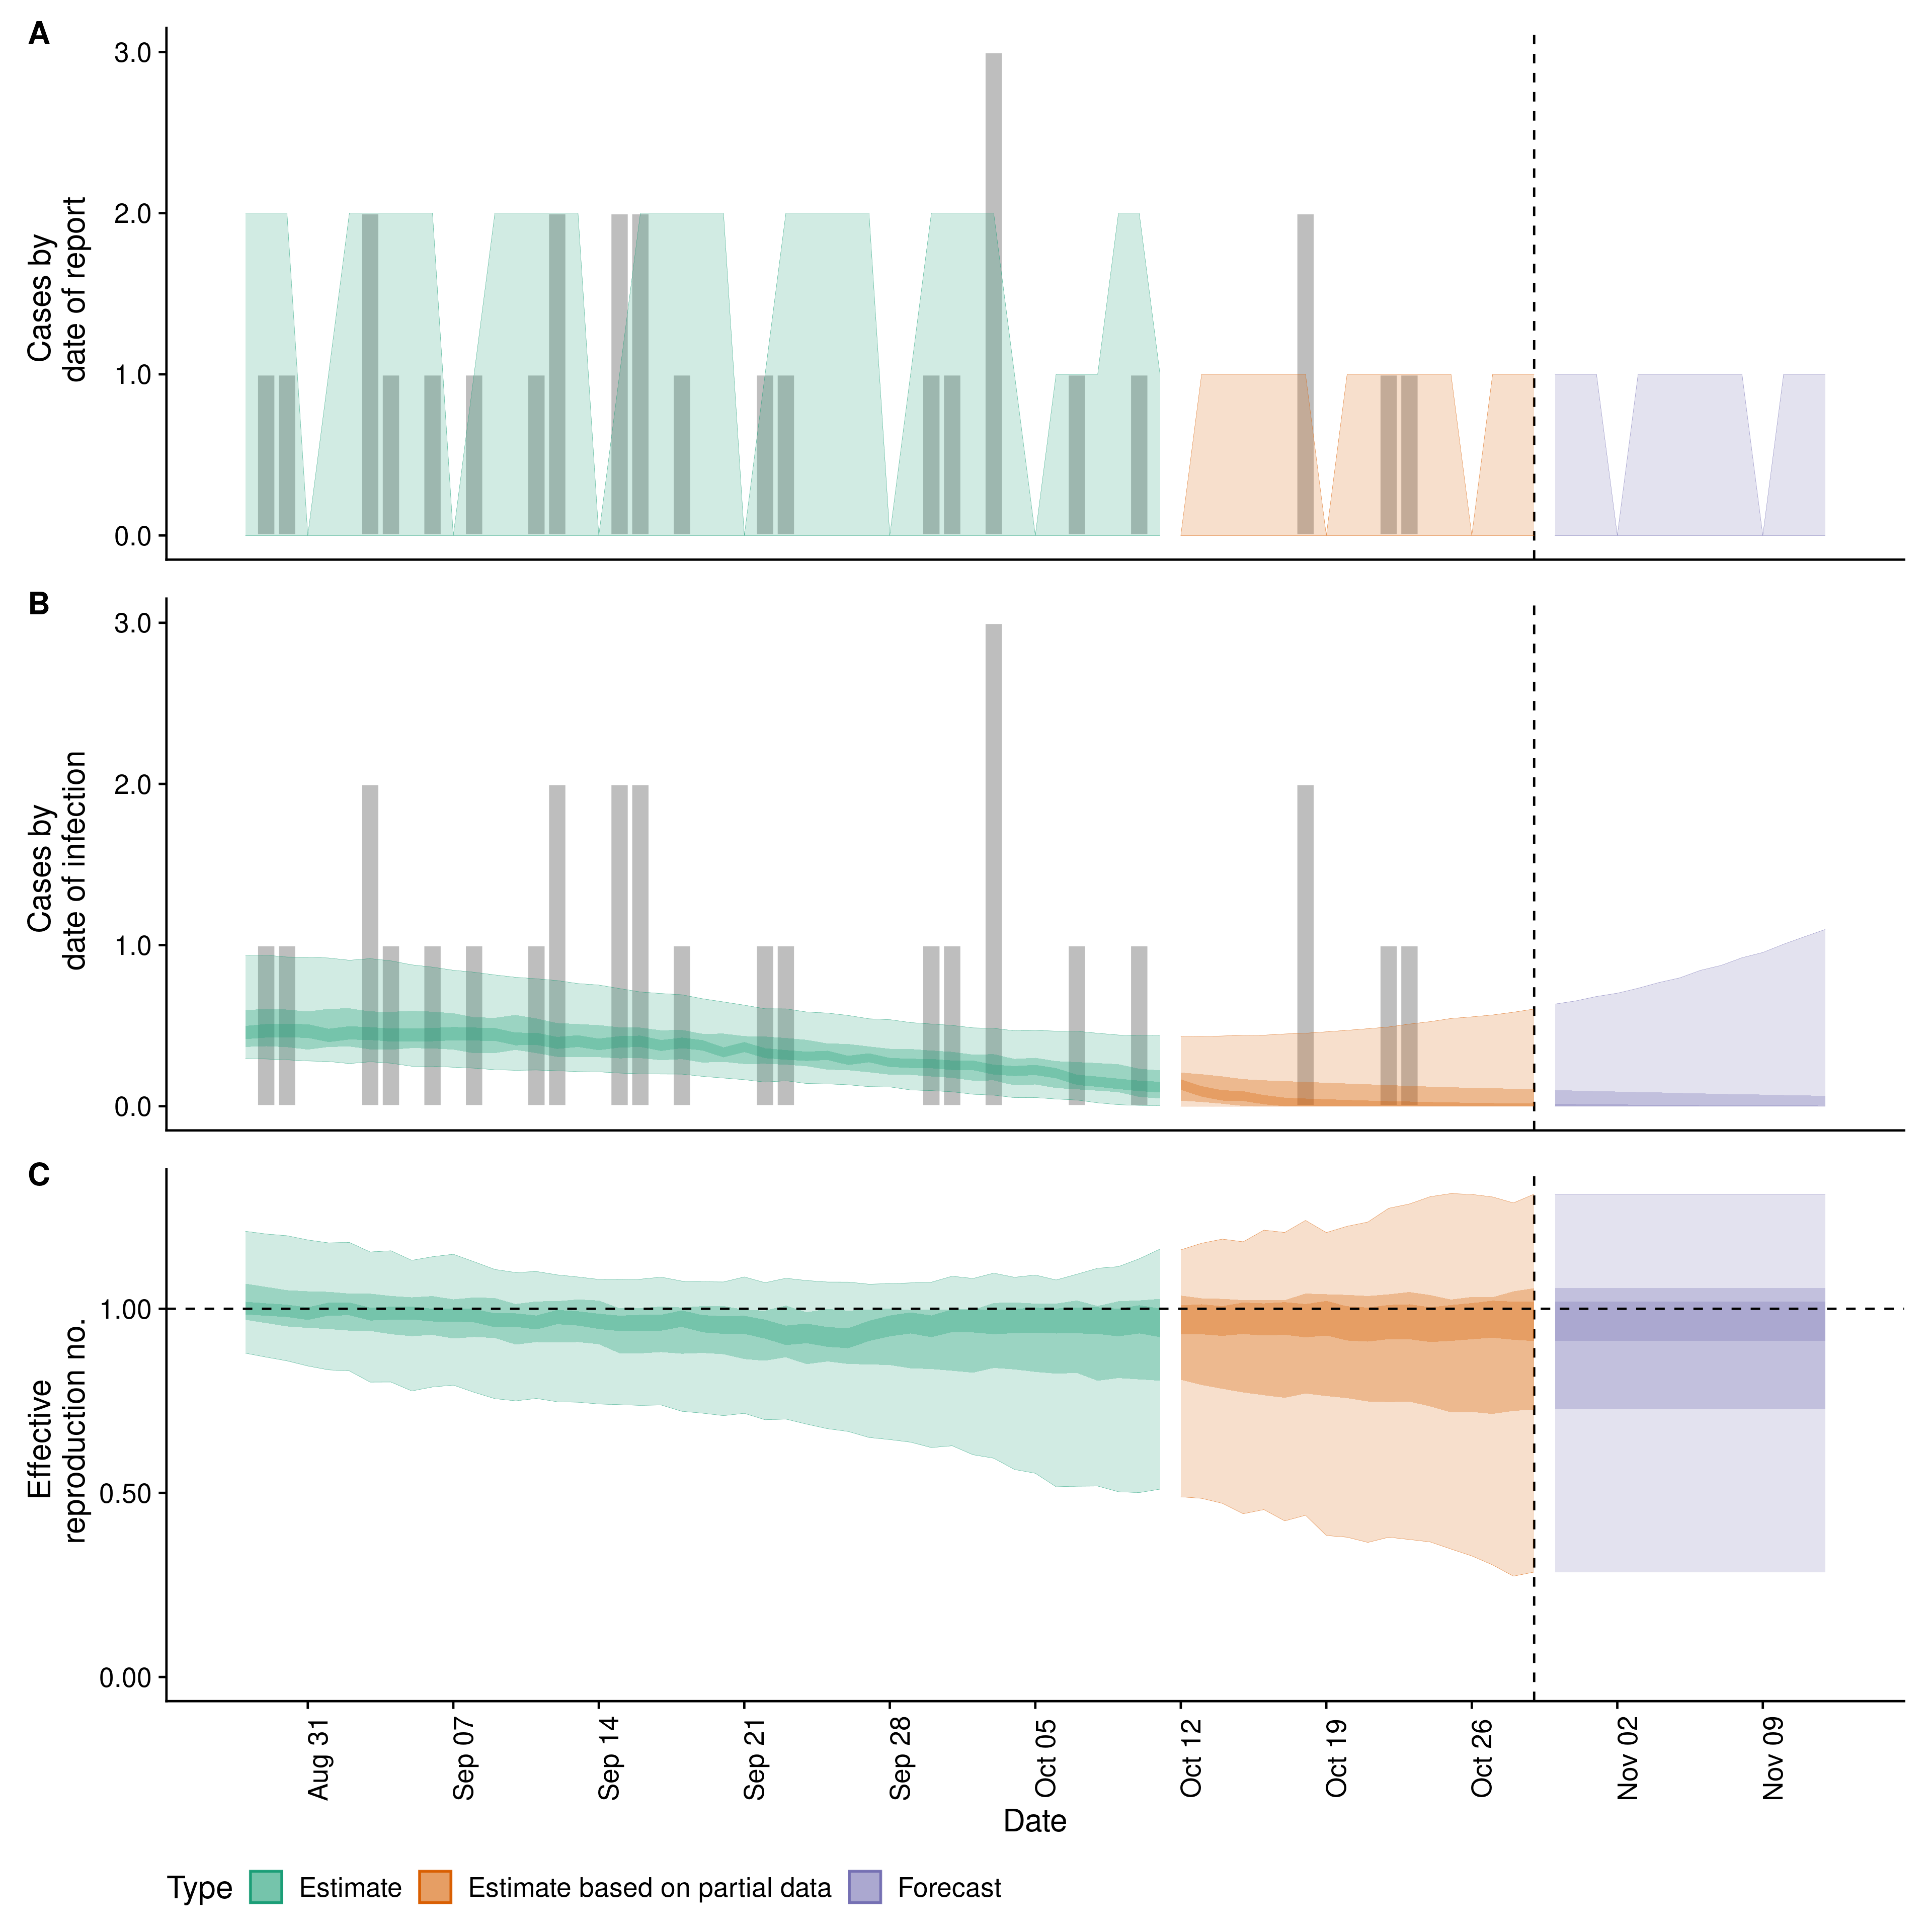 A
3.0
2.0
1.0
0.0
Cases by
date of report
B
3.0
2.0
1.0
0.0
Cases by
date of infection
C
1.00
0.50
0.00
Effective
reproduction no.
Aug 31
Sep 07
Sep 14
Sep 21
Sep 28
Oct 05
Oct 12
Oct 19
Oct 26
Nov 02
Nov 09
Date
Type Estimate Estimate based on partial data Forecast